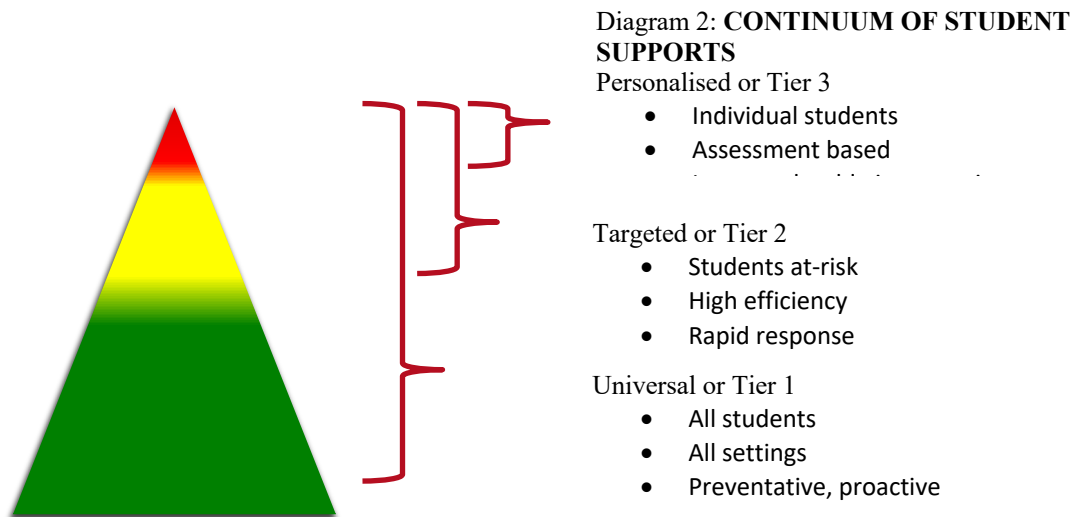 Diagram 2: CONTINUUM OF STUDENT
SUPPORTS
Personalised or Tier 3
• Individual students
• Assessment based
Targeted or Tier 2
• Students at-risk
• High efficiency
• Rapid response
Universal or Tier 1
• All students
• All settings
• Preventative, proactive